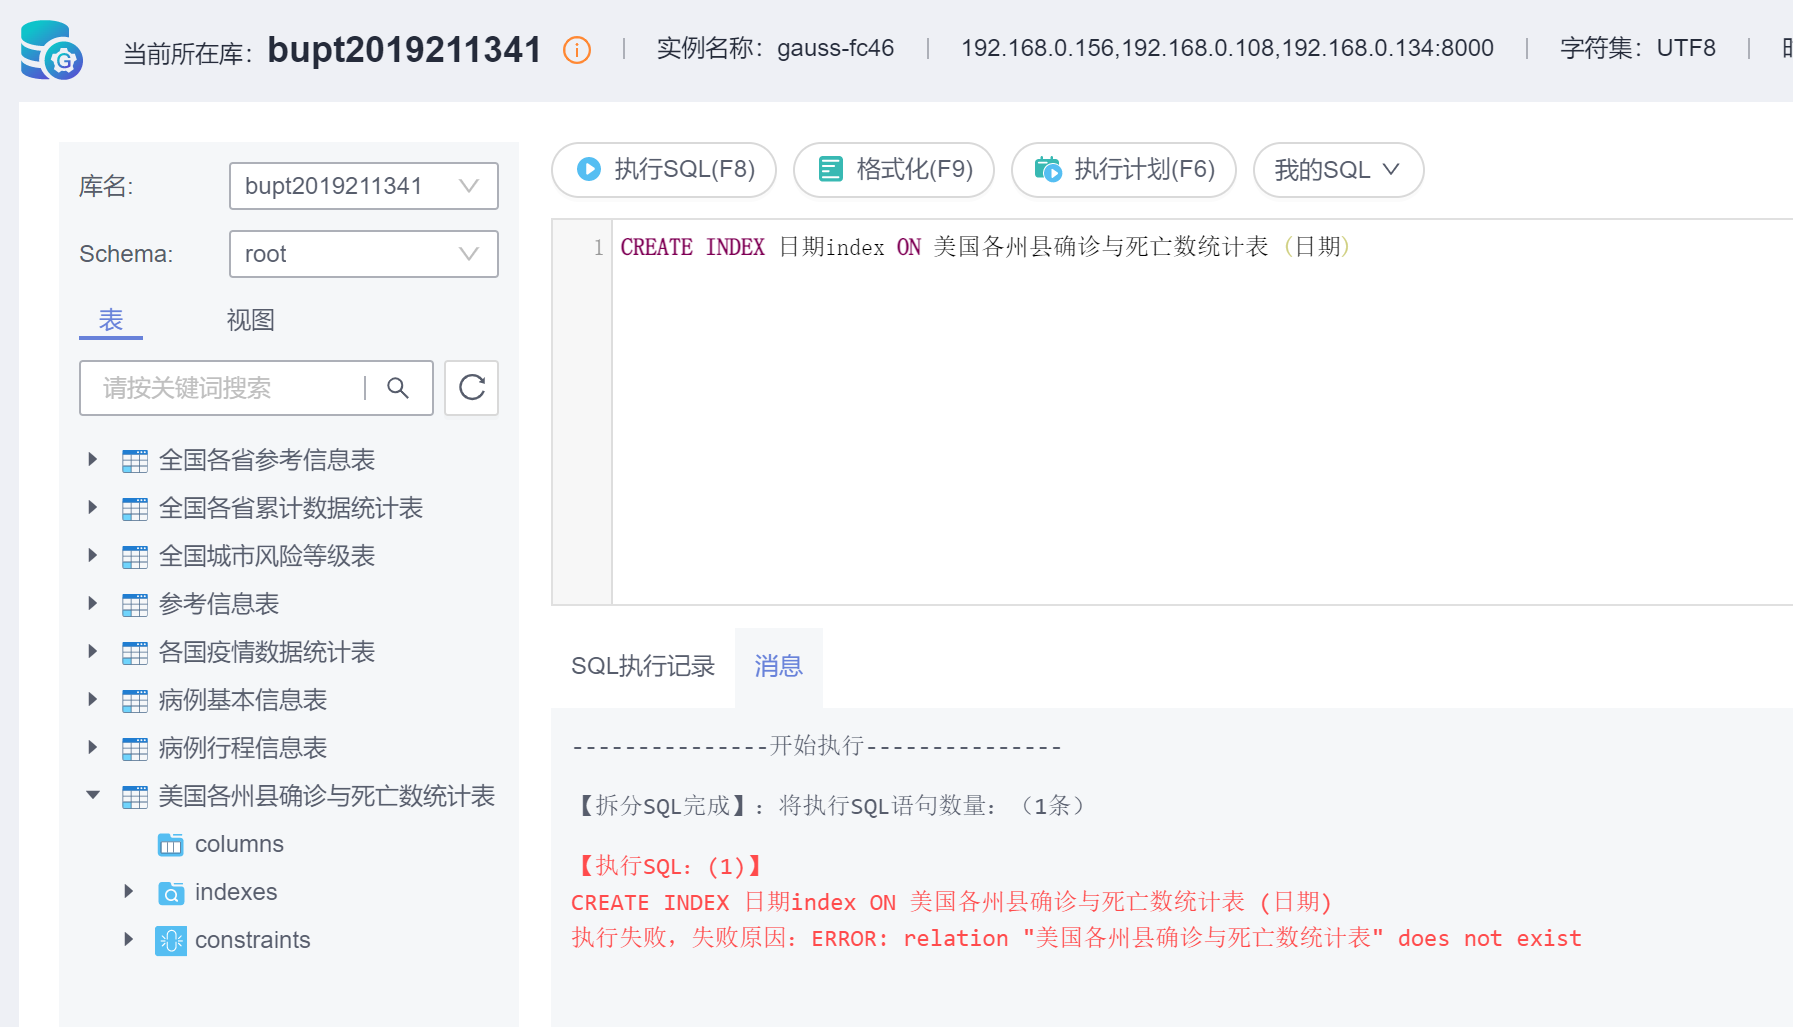 当前所在库: bupt2019211341
实例名称: gauss-fc46
192.168.0.156,192.168.0.108,192.168.0.134:8000
字符集: UTF8
库名:
bupt2019211341
Schema:
root
表
视图
请按关键词搜索
全国各省参考信息表
全国各省累计数据统计表
全国城市风险等级表
参考信息表
各国疫情数据统计表
病例基本信息表
病例行程信息表
美国各州县确诊与死亡数统计表
columns
indexes
constraints
执行SQL(F8)
格式化(F9)
执行计划(F6)
我的SQL
1 CREATE INDEX 日期index ON 美国各州县确诊与死亡数统计表 (日期)
SQL执行记录
消息
---------------开始执行---------------
【拆分SQL完成】: 将执行SQL语句数量: (1条)
【执行SQL: (1)】
CREATE INDEX 日期index ON 美国各州县确诊与死亡数统计表 (日期)
执行失败, 失败原因: ERROR: relation "美国各州县确诊与死亡数统计表" does not exist